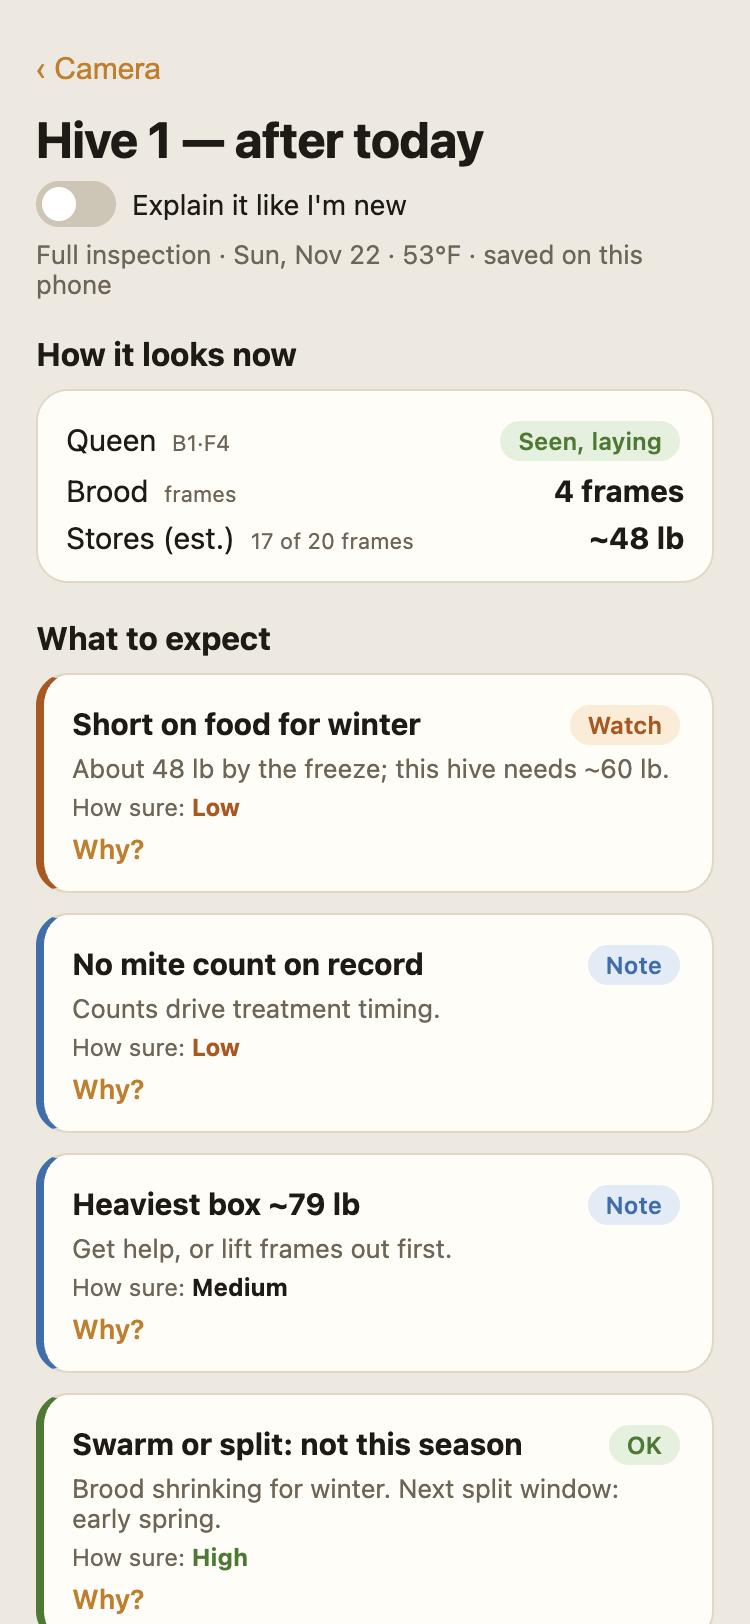 ‹ Camera
Hive 1 — after today
Explain it like I'm new
Full inspection · Sun, Nov 22 · 53°F · saved on this
phone
How it looks now
Queen B1·F4 Seen, laying
Brood frames 4 frames
Stores (est.) 17 of 20 frames ~48 lb
What to expect
Short on food for winter Watch
About 48 lb by the freeze; this hive needs ~60 lb.
How sure: Low
Why?
No mite count on record Note
Counts drive treatment timing.
How sure: Low
Why?
Heaviest box ~79 lb Note
Get help, or lift frames out first.
How sure: Medium
Why?
Swarm or split: not this season OK
Brood shrinking for winter. Next split window:
early spring.
How sure: High
Why?